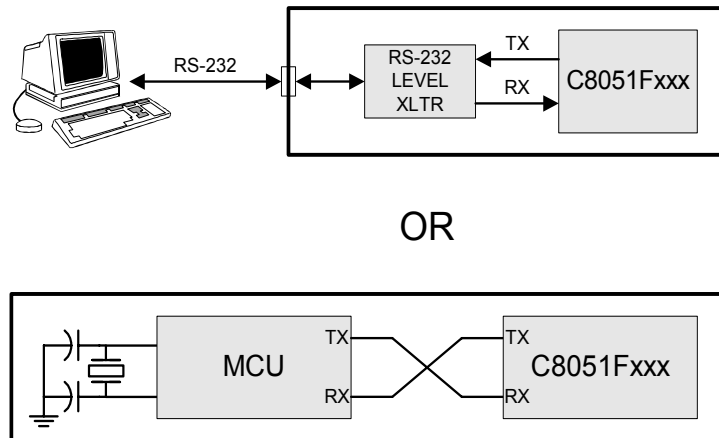 RS-232
RS-232
LEVEL
XLTR
TX
RX
C8051Fxxx
OR
MCU
TX
RX
TX
RX
C8051Fxxx